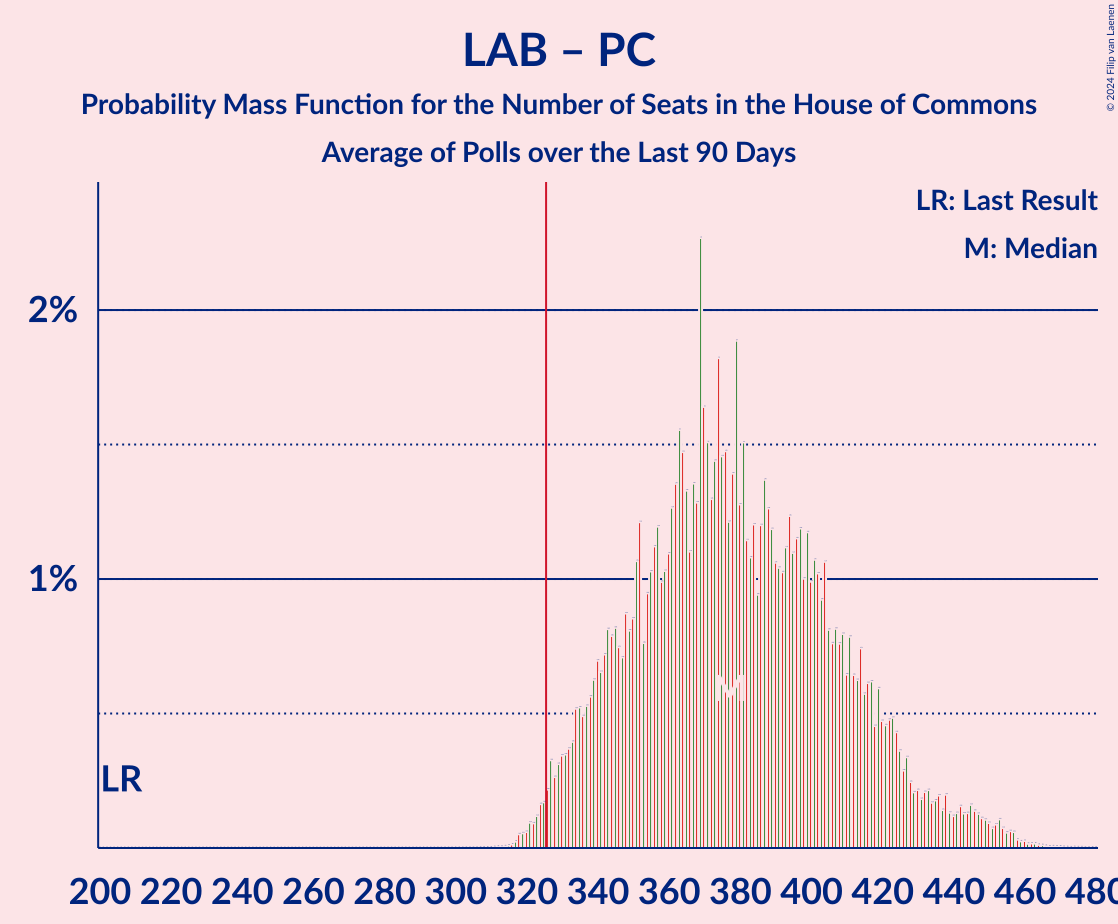 LAB – PC
Probability Mass Function for the Number of Seats in the House of Commons
Average of Polls over the Last 90 Days
© 2024 Filip van Laenen
LR: Last Result
M: Median
2%
1%
LR
M
200 220 240 260 280 300 320 340 360 380 400 420 440 460 480